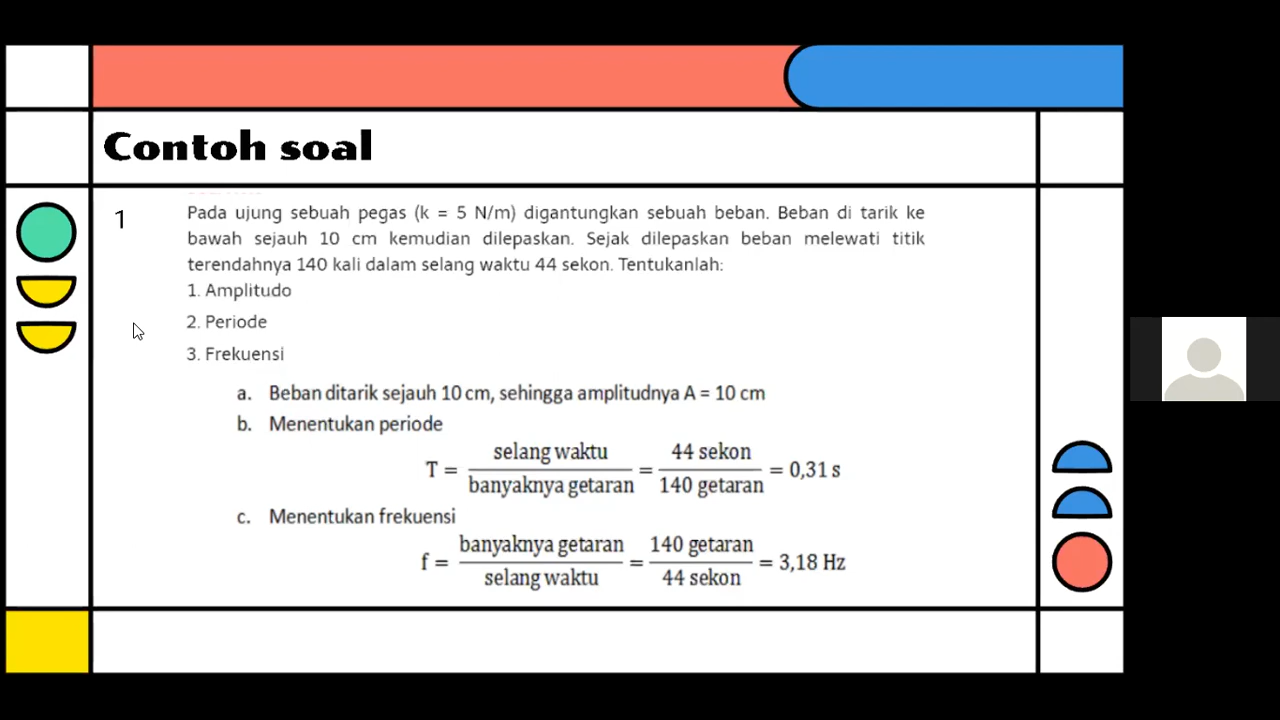 Contoh soal
1
Pada ujung sebuah pegas (k = 5 N/m) digantungkan sebuah beban. Beban di tarik ke
bawah sejauh 10 cm kemudian dilepaskan. Sejak dilepaskan beban melewati titik
terendahnya 140 kali dalam selang waktu 44 sekon. Tentukanlah:
1. Amplitudo
2. Periode
3. Frekuensi
a. Beban ditarik sejauh 10 cm, sehingga amplitudnya A = 10 cm
b. Menentukan periode
T = selang waktu / banyaknya getaran = 44 sekon / 140 getaran = 0,31 s
c. Menentukan frekuensi
f = banyaknya getaran / selang waktu = 140 getaran / 44 sekon = 3,18 Hz